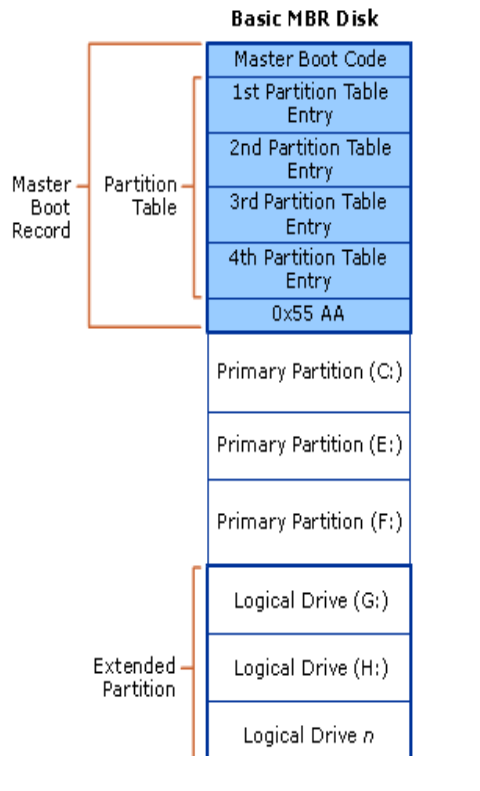 Basic MBR Disk
Master Boot Code
1st Partition Table
Entry
2nd Partition Table
Entry
3rd Partition Table
Entry
4th Partition Table
Entry
0x55 AA
Master
Boot
Record
Partition
Table
Primary Partition (C:)
Primary Partition (E:)
Primary Partition (F:)
Logical Drive (G:)
Logical Drive (H:)
Logical Drive n
Extended
Partition